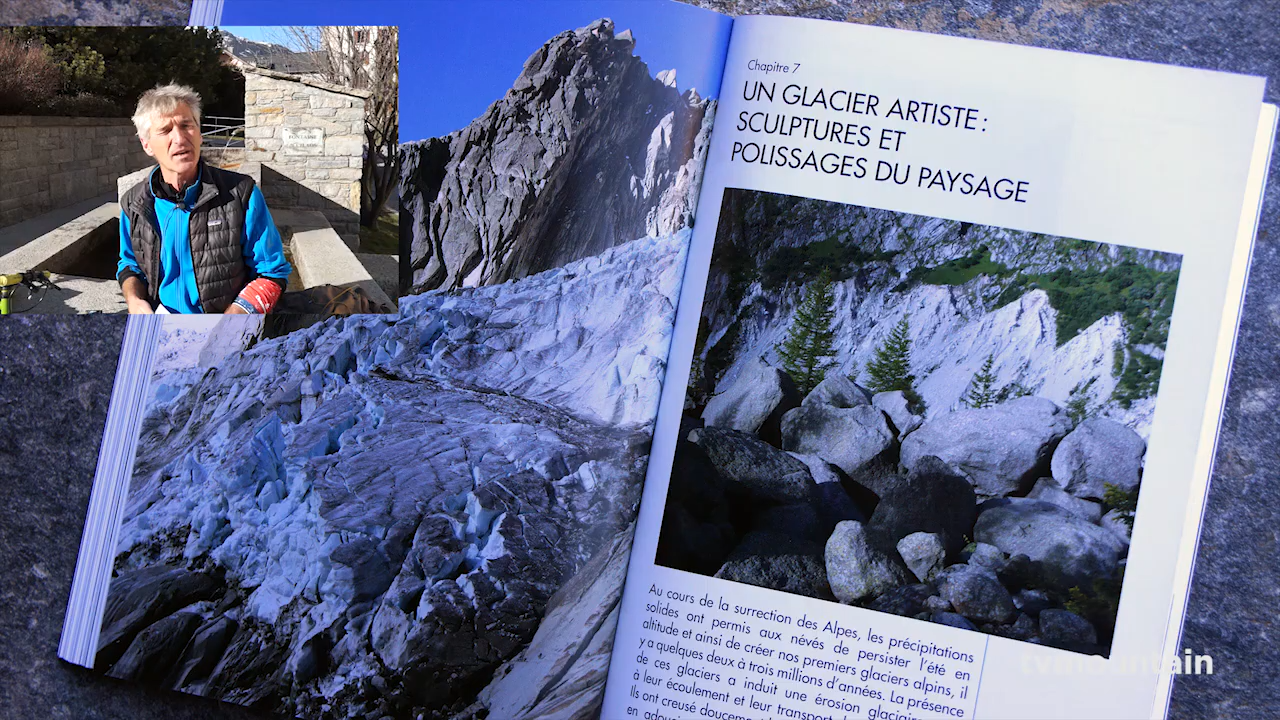 Chapitre 7
UN GLACIER ARTISTE :
SCULPTURES ET
POLISSAGES DU PAYSAGE
Au cours de la surrection des Alpes, les précipitations
solides ont permis aux névés de persister l'été en
altitude et ainsi de créer nos premiers glaciers alpins, il
y a quelques deux à trois millions d'années. La présence
de ces glaciers a induit une érosion glaciaire
à leur écoulement et leur transport
Ils ont creusé doucement
tvmountain